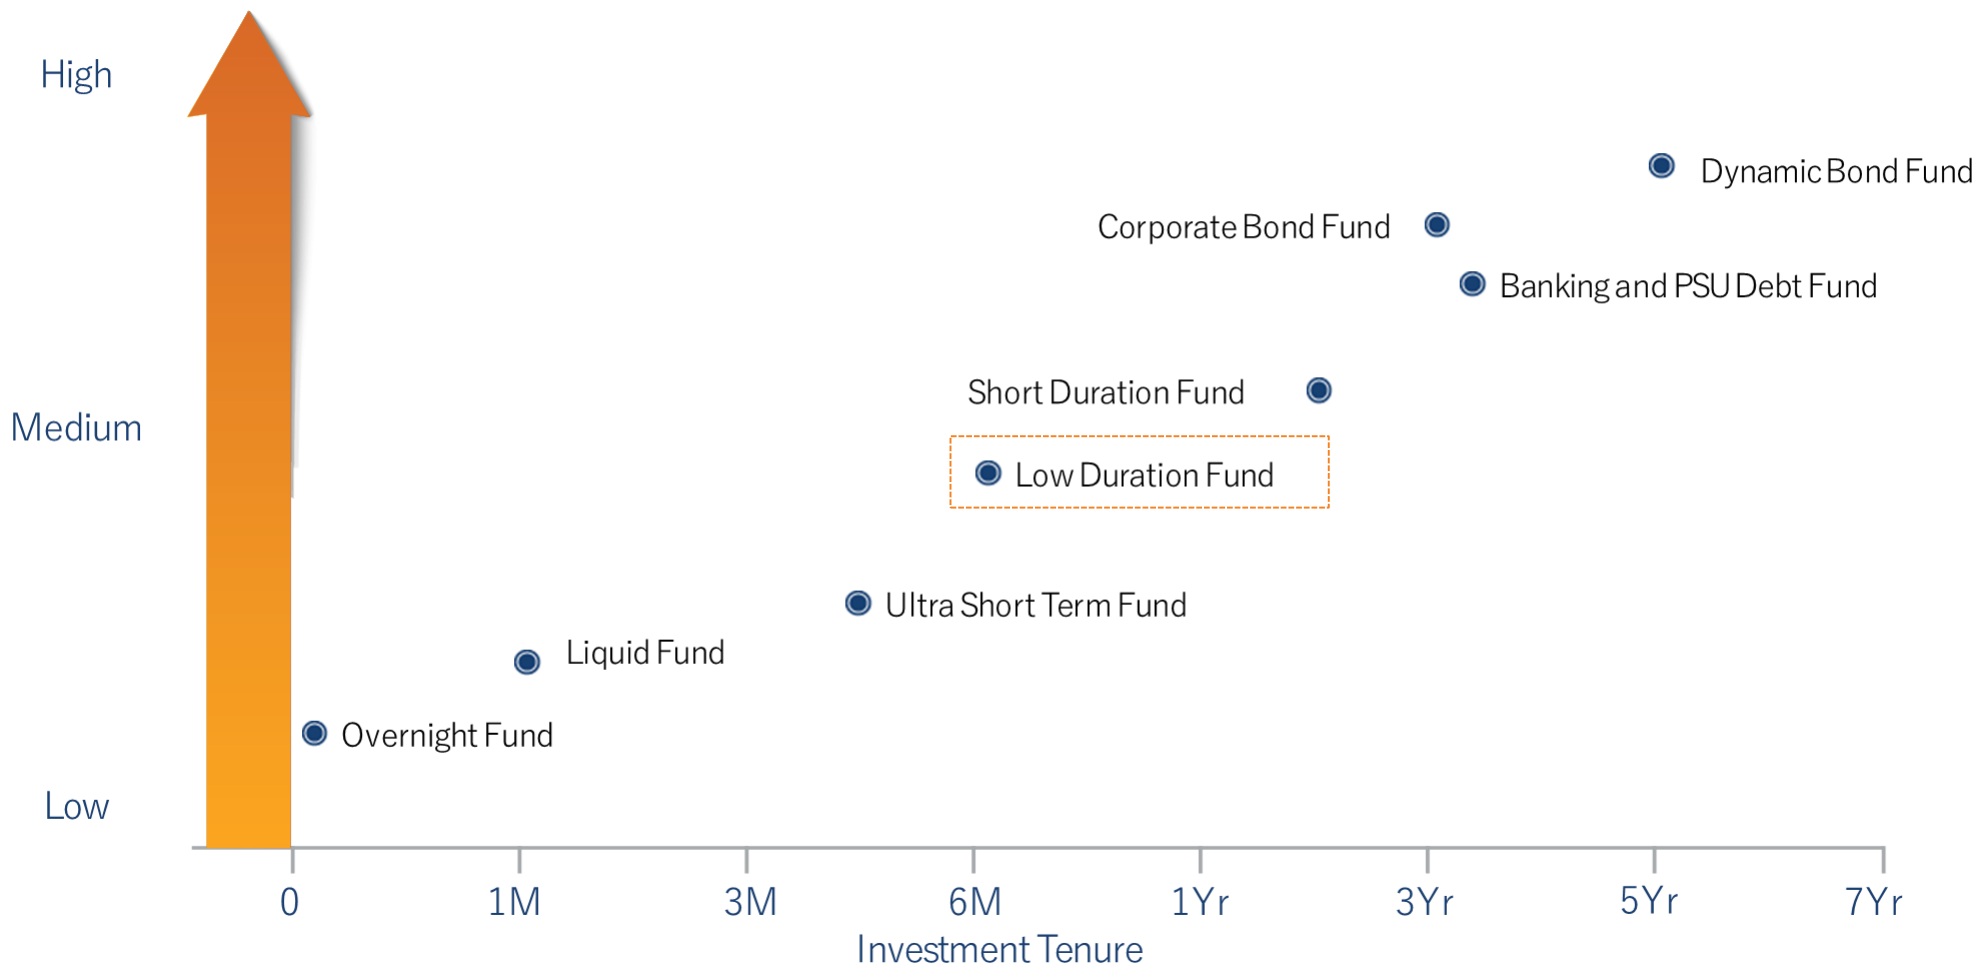 High
Dynamic Bond Fund
Corporate Bond Fund
Banking and PSU Debt Fund
Short Duration Fund
Medium
Low Duration Fund
Ultra Short Term Fund
Liquid Fund
Overnight Fund
Low
0 1M 3M 6M 1Yr 3Yr 5Yr 7Yr
Investment Tenure